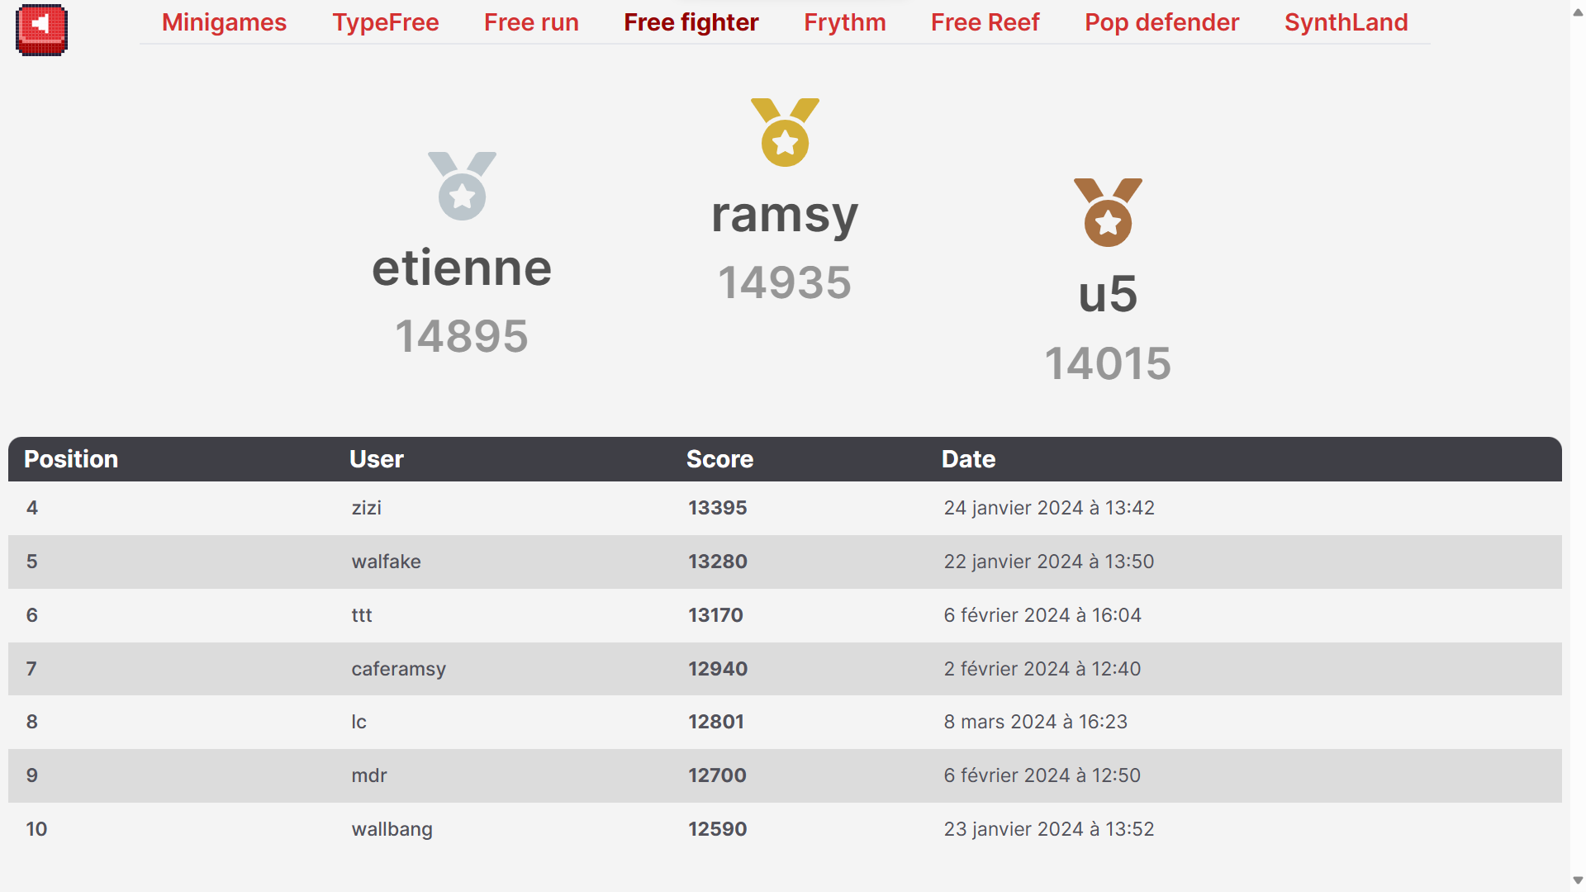 Minigames TypeFree Free run Free fighter Frythm Free Reef Pop defender SynthLand
ramsy
14935
etienne
14895
u5
14015
Position User Score Date
4 zizi 13395 24 janvier 2024 à 13:42
5 walfake 13280 22 janvier 2024 à 13:50
6 ttt 13170 6 février 2024 à 16:04
7 caferamsy 12940 2 février 2024 à 12:40
8 lc 12801 8 mars 2024 à 16:23
9 mdr 12700 6 février 2024 à 12:50
10 wallbang 12590 23 janvier 2024 à 13:52